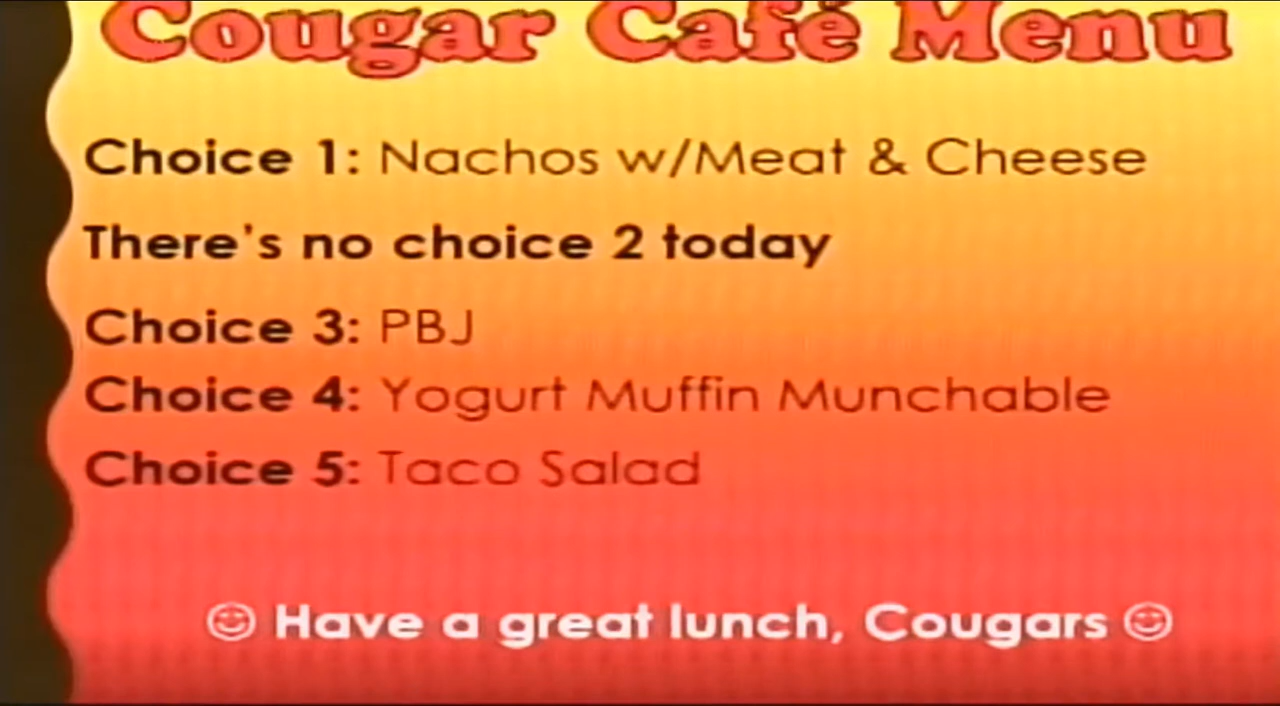 Cougar Café Menu
Choice 1: Nachos w/Meat & Cheese
There's no choice 2 today
Choice 3: PBJ
Choice 4: Yogurt Muffin Munchable
Choice 5: Taco Salad
☺ Have a great lunch, Cougars ☺